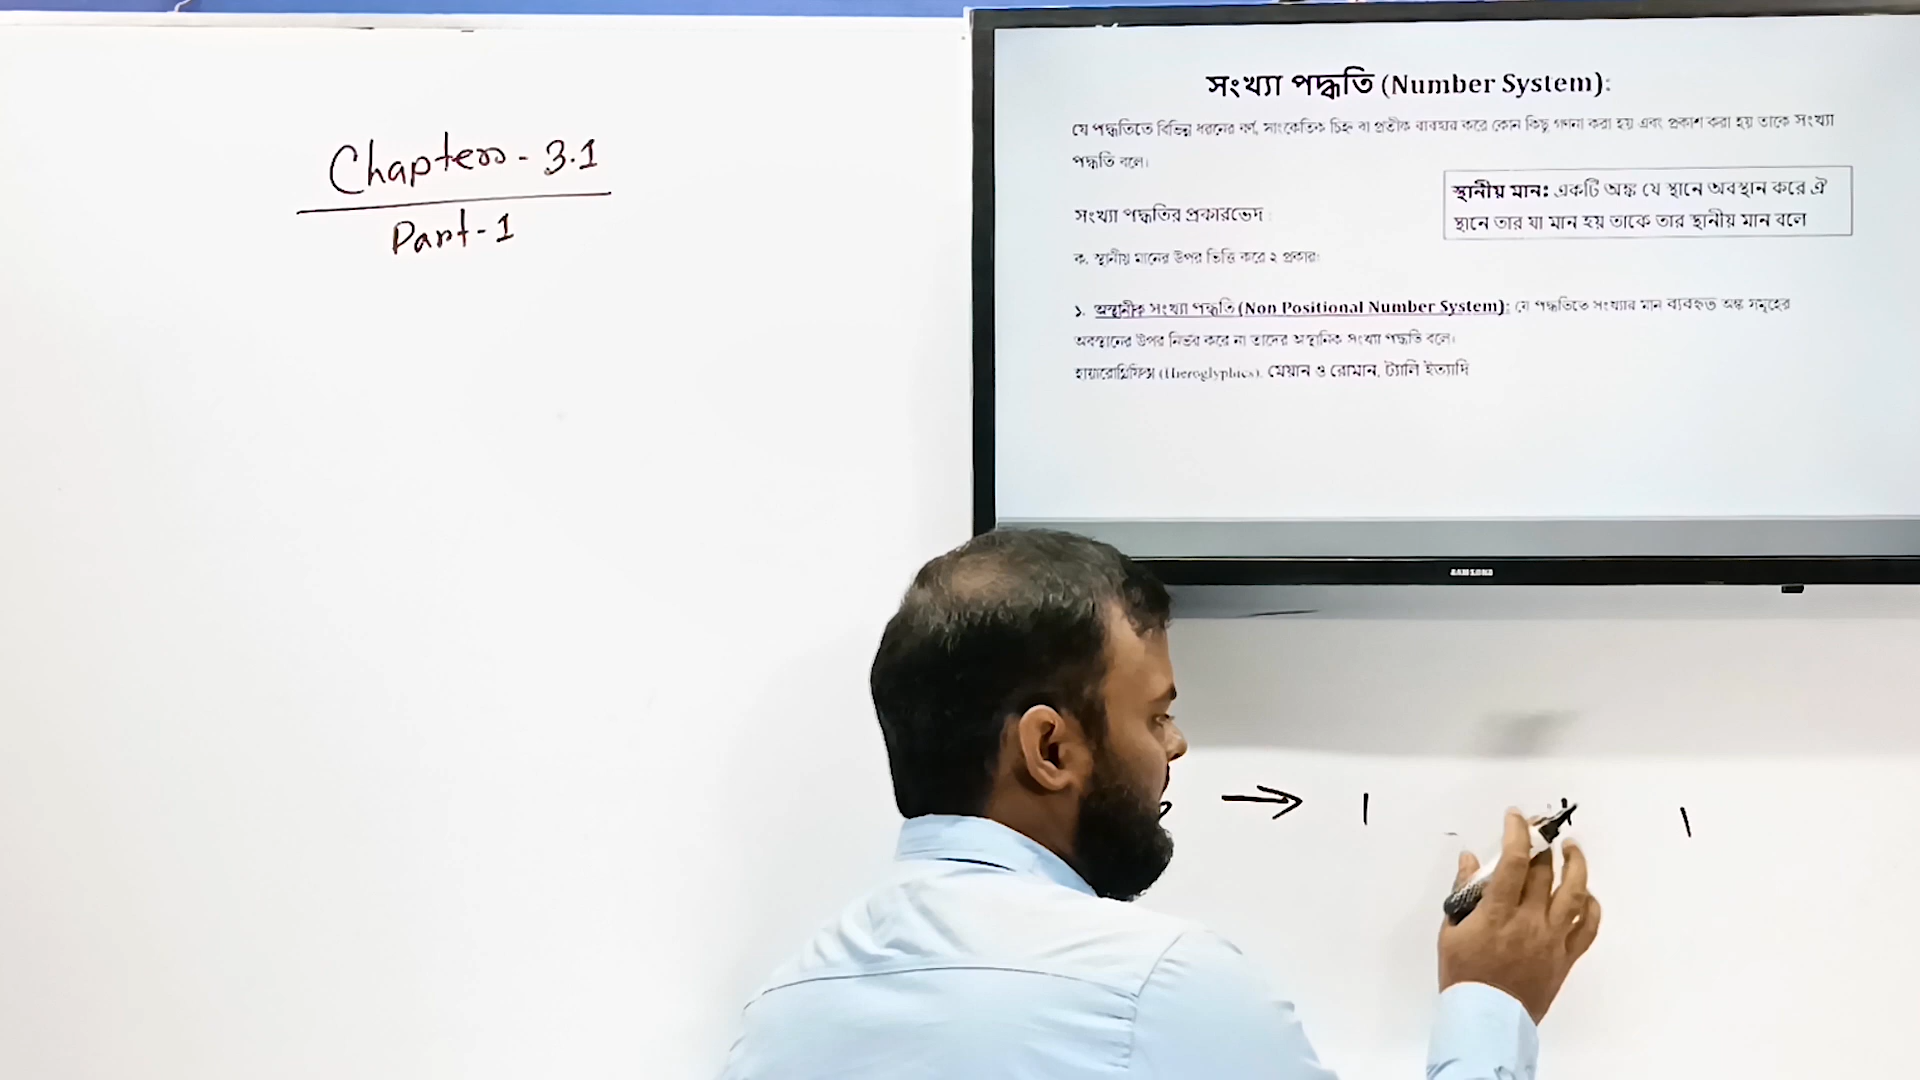 Chapter - 3.1
Part - 1
সংখ্যা পদ্ধতি (Number System):
যে পদ্ধতিতে বিভিন্ন ধরনের বর্ণ, সাংকেতিক চিহ্ন বা প্রতীক ব্যবহার করে কোন কিছু গণনা করা হয় এবং প্রকাশ করা হয় তাকে সংখ্যা
পদ্ধতি বলে।
স্থানীয় মান: একটি অঙ্ক যে স্থানে অবস্থান করে ঐ
স্থানে তার যা মান হয় তাকে তার স্থানীয় মান বলে
সংখ্যা পদ্ধতির প্রকারভেদ
ক. স্থানীয় মানের উপর ভিত্তি করে ২ প্রকার।
১. অস্থানীক সংখ্যা পদ্ধতি (Non Positional Number System): যে পদ্ধতিতে সংখ্যার মান ব্যবহৃত অঙ্ক সমূহের
অবস্থানের উপর নির্ভর করে না তাদের অস্থানিক সংখ্যা পদ্ধতি বলে।
হায়ারোগ্লিফিক্স (Hieroglyphics), মেয়ান ও রোমান, ট্যালি ইত্যাদি
SAMSUNG
→ | | |